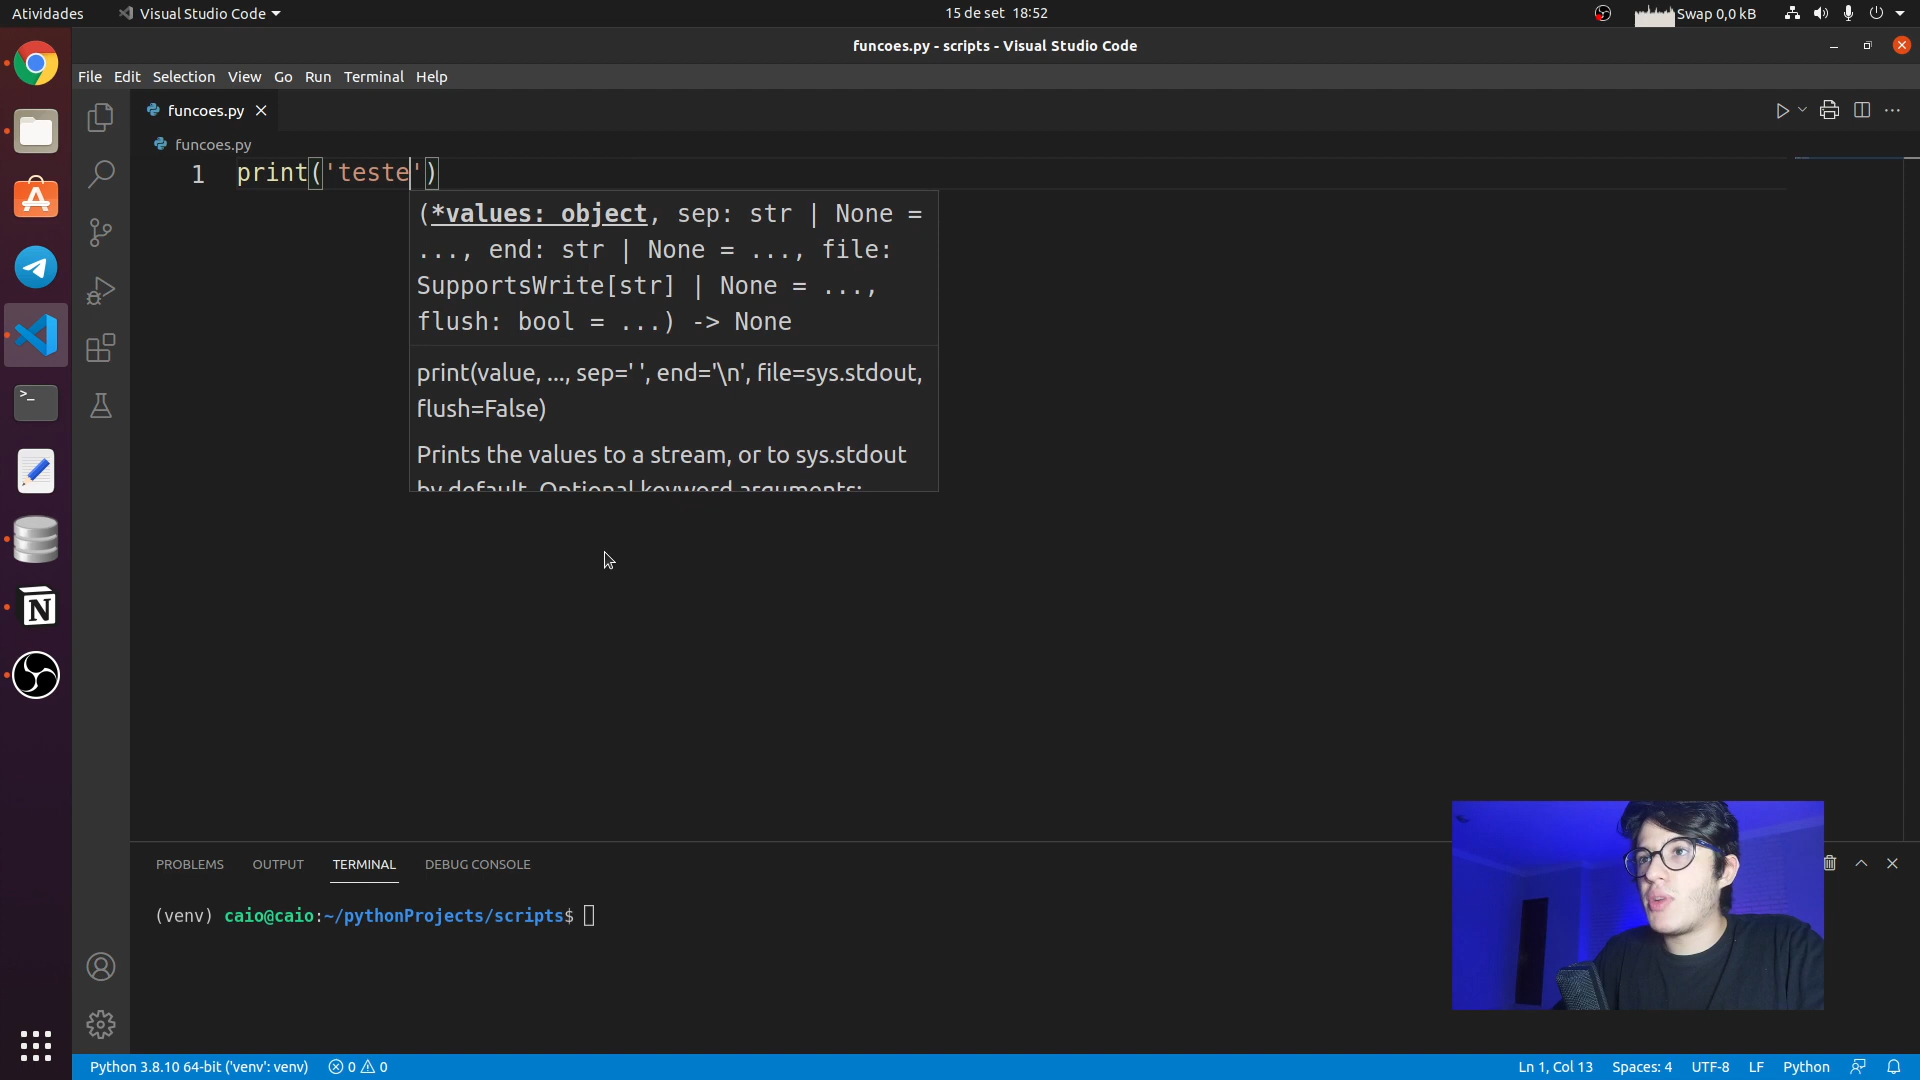 Atividades Visual Studio Code 15 de set 18:52 Swap 0,0 kB
funcoes.py - scripts - Visual Studio Code
File Edit Selection View Go Run Terminal Help
funcoes.py
funcoes.py
1 print('teste')
(*values: object, sep: str | None =
..., end: str | None = ..., file:
SupportsWrite[str] | None = ...,
flush: bool = ...) -> None
print(value, ..., sep=' ', end='\n', file=sys.stdout,
flush=False)
Prints the values to a stream, or to sys.stdout
by default. Optional keyword arguments:
PROBLEMS OUTPUT TERMINAL DEBUG CONSOLE
(venv) caio@caio:~/pythonProjects/scripts$
Python 3.8.10 64-bit ('venv': venv) 0 0 Ln 1, Col 13 Spaces: 4 UTF-8 LF Python